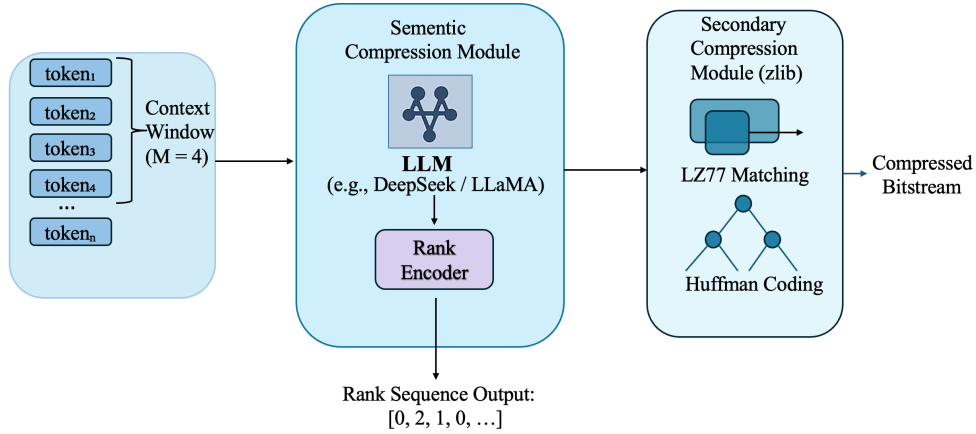 token₁
token₂
token₃
token₄
...
tokenₙ
Context
Window
(M = 4)
Sementic
Compression Module
LLM
(e.g., DeepSeek / LLaMA)
Rank
Encoder
Rank Sequence Output:
[0, 2, 1, 0, …]
Secondary
Compression
Module (zlib)
LZ77 Matching
Huffman Coding
Compressed
Bitstream